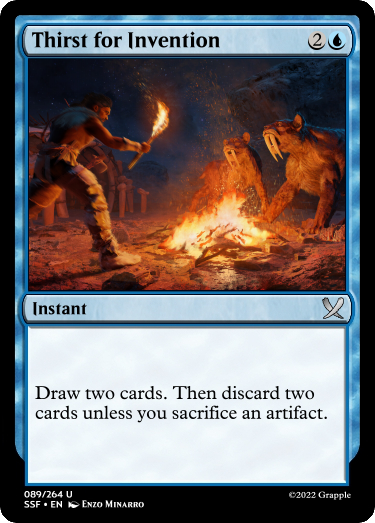 Thirst for Invention 2
Instant
Draw two cards. Then discard two
cards unless you sacrifice an artifact.
089/264 U
SSF • EN Enzo Minarro
©2022 Grapple